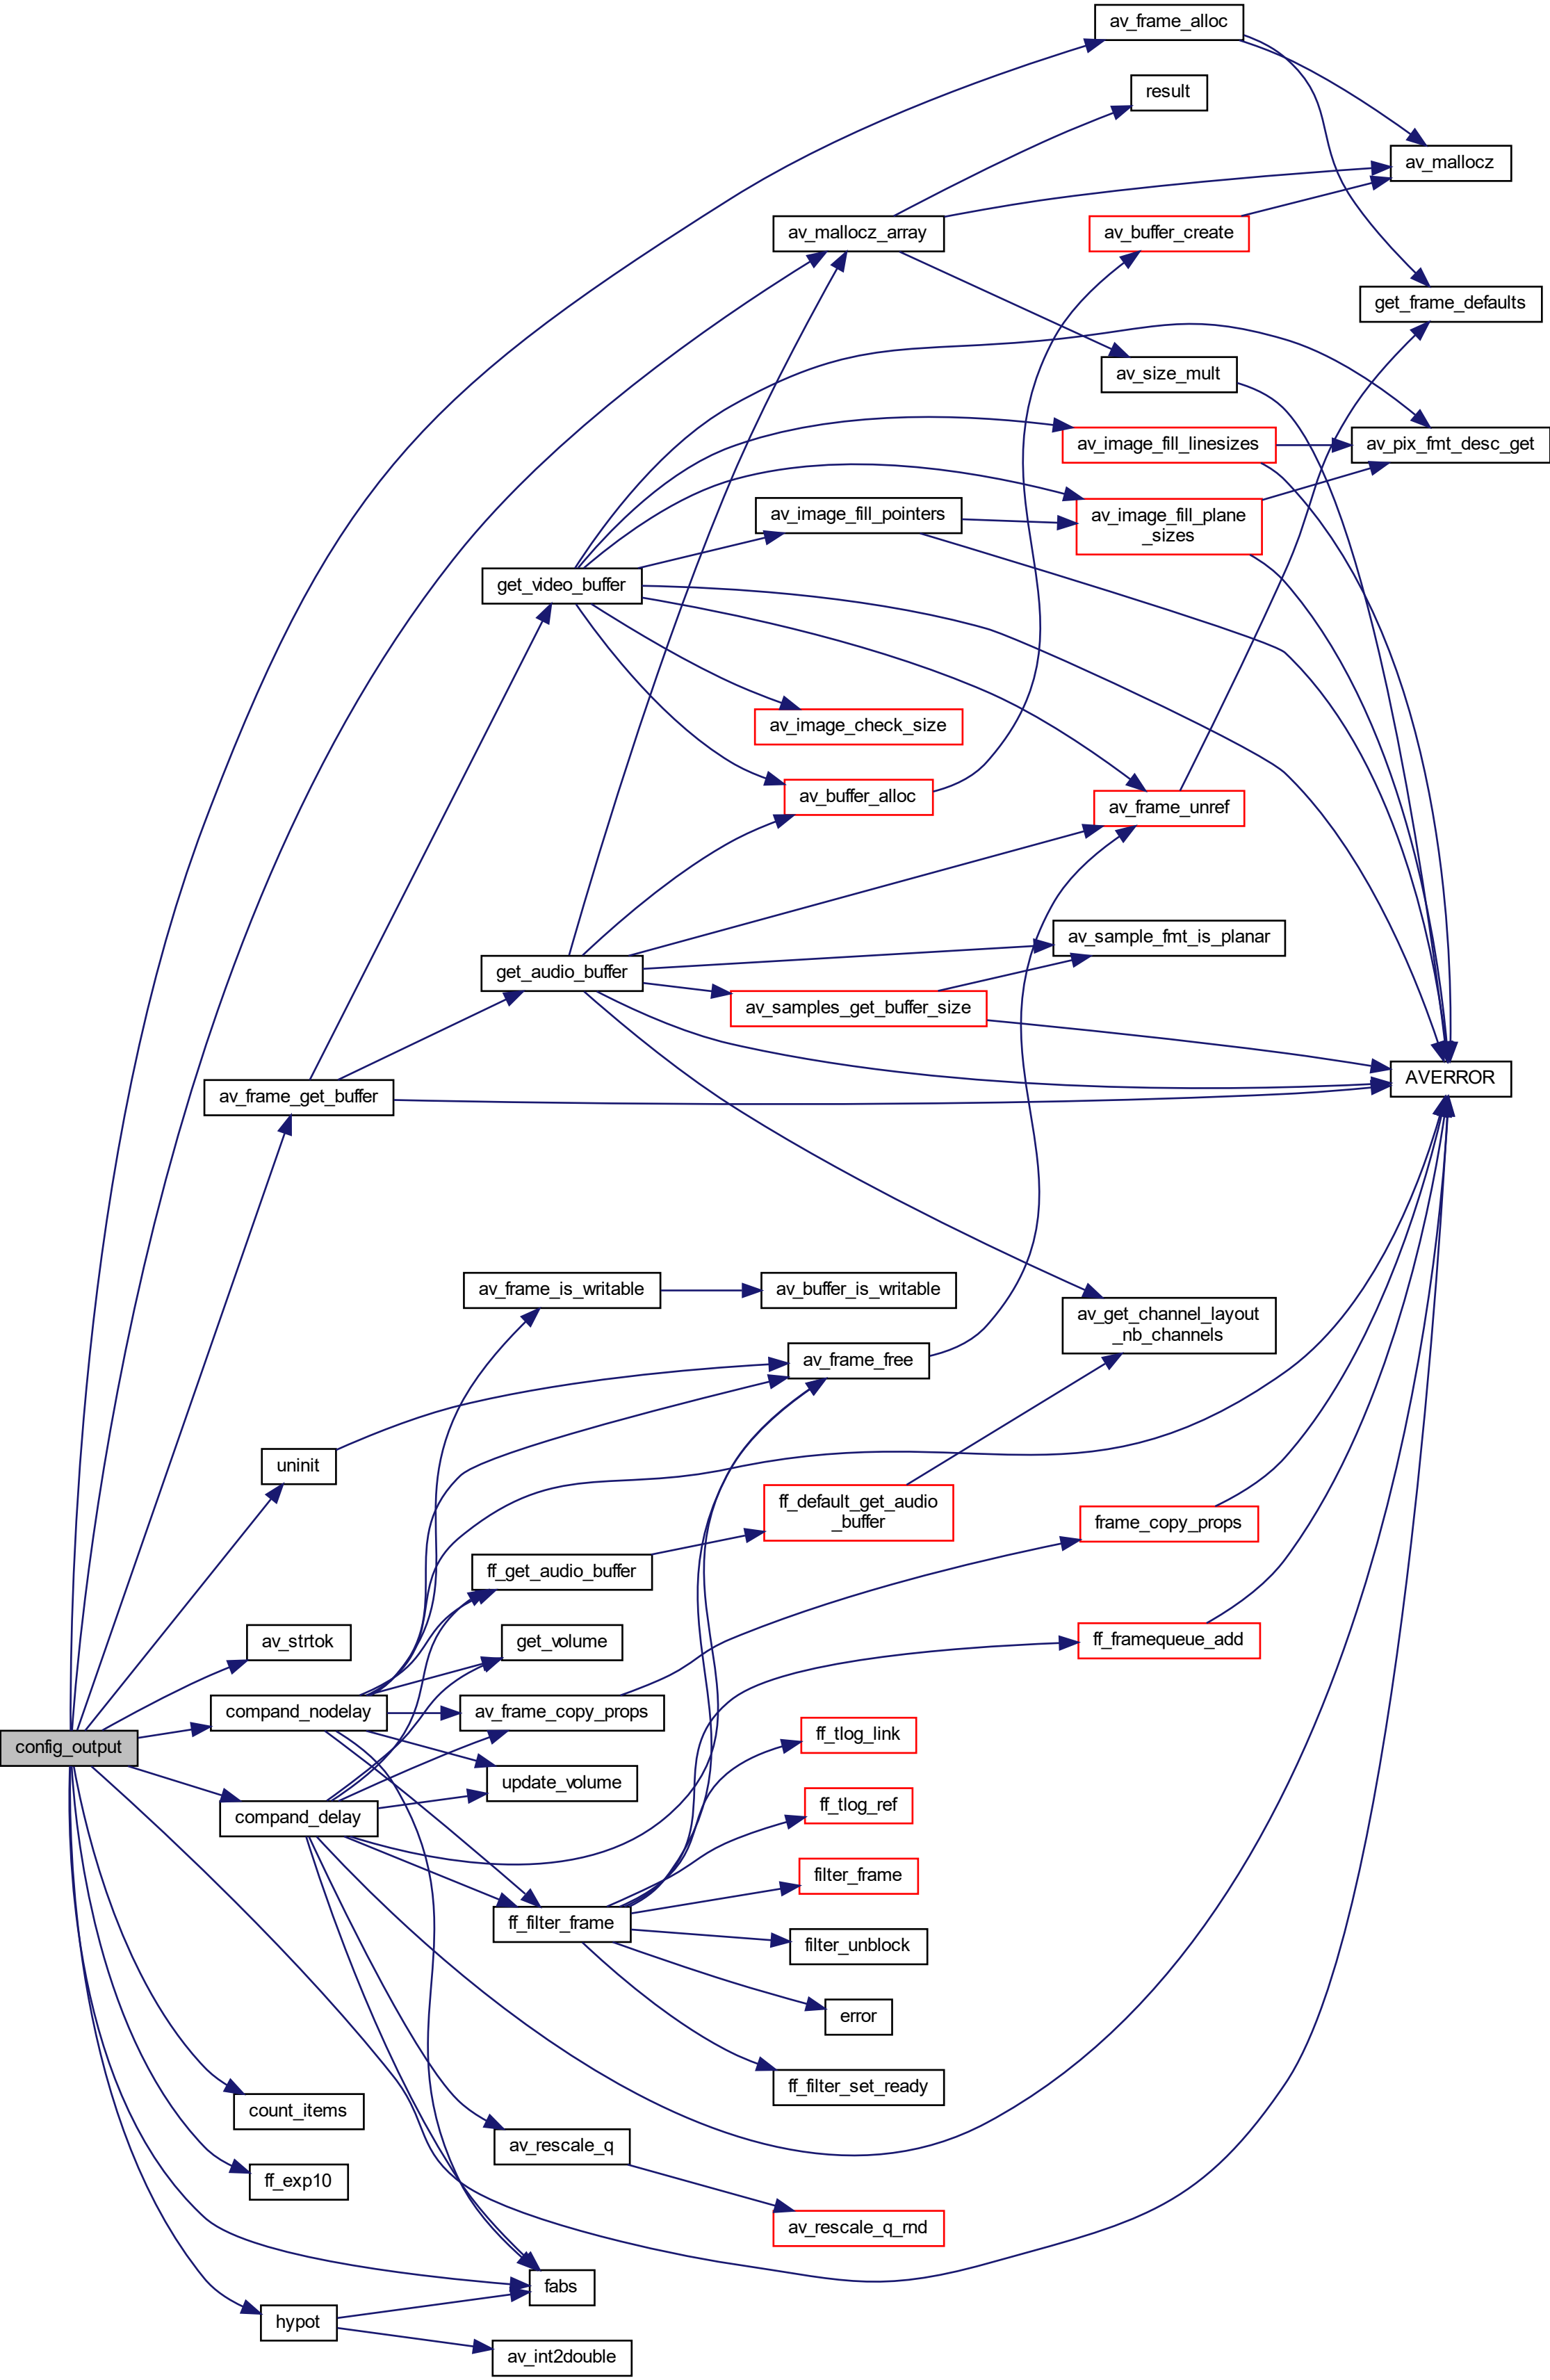 av_frame_alloc
result
av_mallocz
av_mallocz_array
av_buffer_create
get_frame_defaults
av_size_mult
av_image_fill_linesizes
av_pix_fmt_desc_get
av_image_fill_pointers
av_image_fill_plane
_sizes
get_video_buffer
av_image_check_size
av_buffer_alloc
av_frame_unref
av_sample_fmt_is_planar
get_audio_buffer
av_samples_get_buffer_size
AVERROR
av_frame_get_buffer
av_frame_is_writable
av_buffer_is_writable
av_get_channel_layout
_nb_channels
av_frame_free
uninit
ff_default_get_audio
_buffer
frame_copy_props
ff_get_audio_buffer
av_strtok
get_volume
ff_framequeue_add
compand_nodelay
av_frame_copy_props
ff_tlog_link
config_output
update_volume
compand_delay
ff_tlog_ref
filter_frame
ff_filter_frame
filter_unblock
error
ff_filter_set_ready
count_items
av_rescale_q
ff_exp10
av_rescale_q_rnd
fabs
hypot
av_int2double